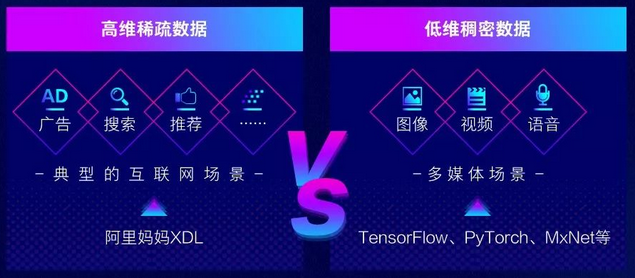 高维稀疏数据
AD
广告
搜索
推荐
……
- 典型的互联网场景 -
阿里妈妈XDL
VS
低维稠密数据
图像
视频
语音
- 多媒体场景 -
TensorFlow、PyTorch、MxNet等